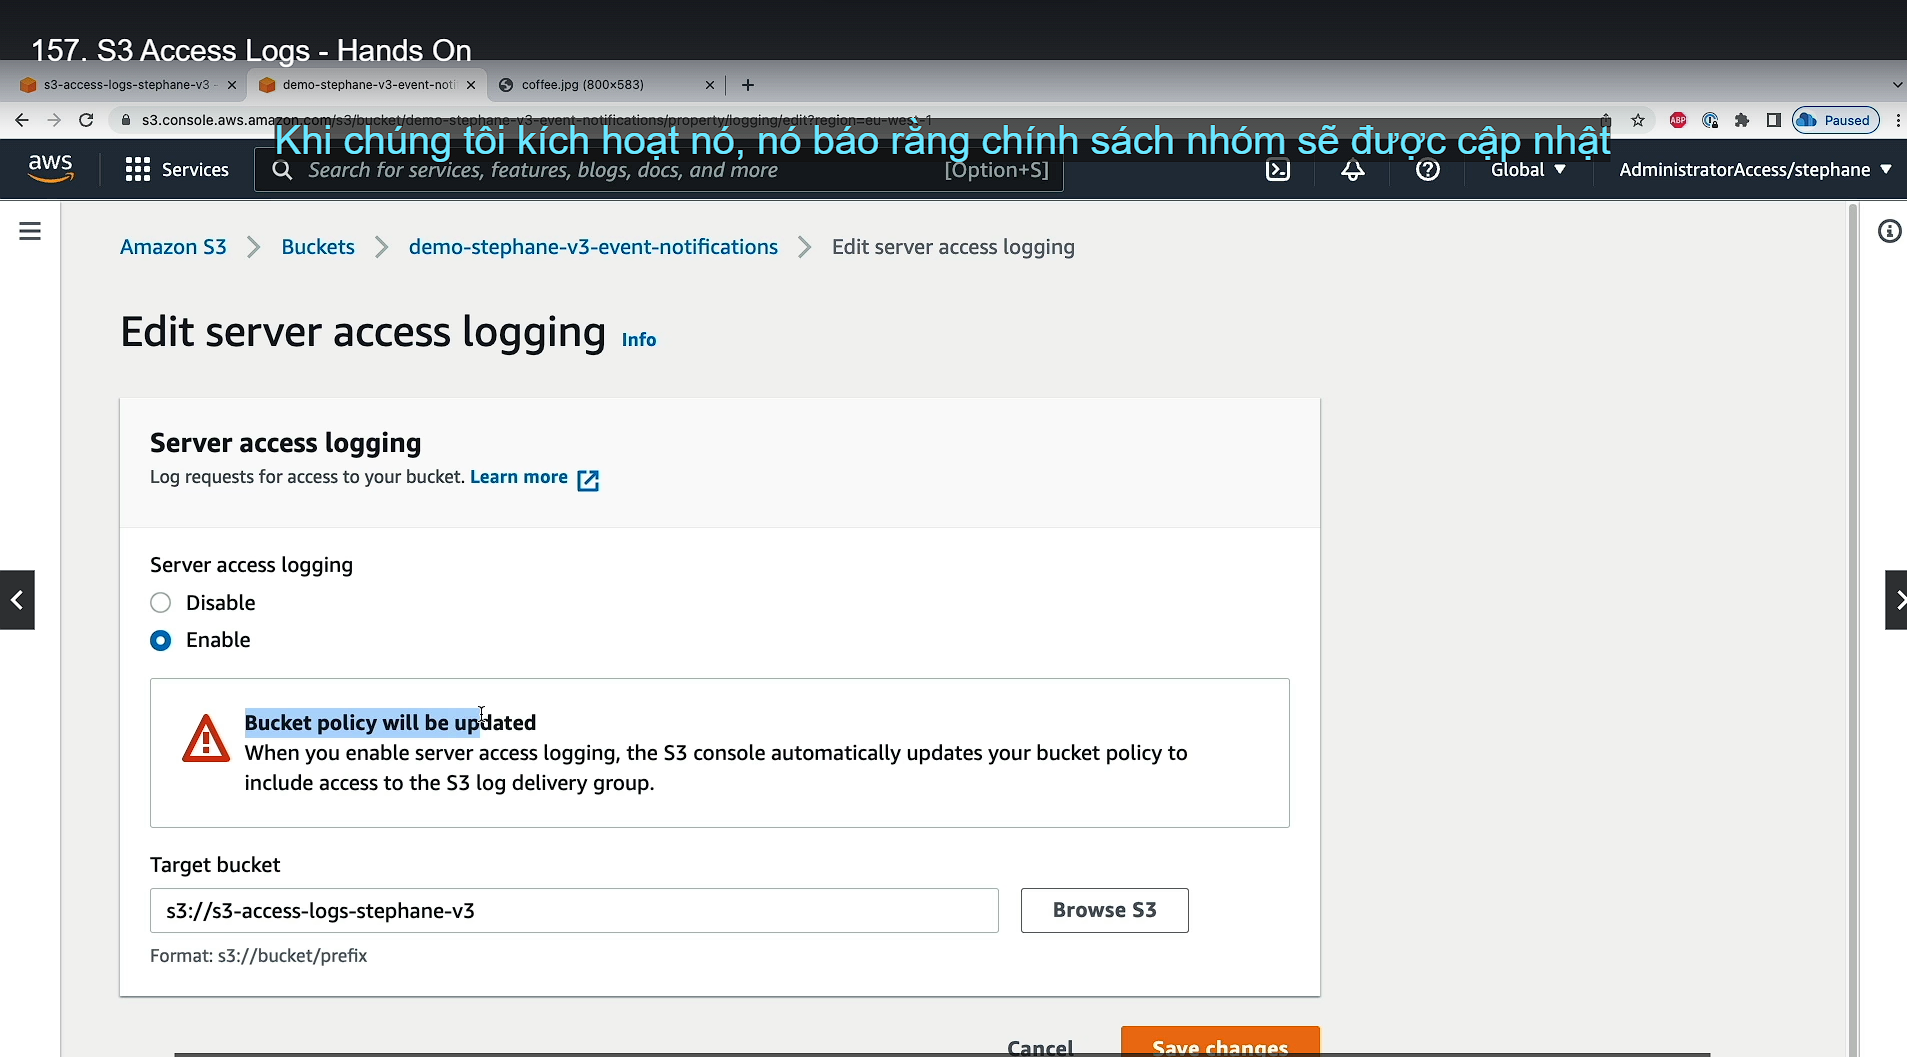 157. S3 Access Logs - Hands On
s3-access-logs-stephane-v3 -
demo-stephane-v3-event-noti
coffee.jpg (800×583)
s3.console.aws.amazon.com/s3/bucket/demo-stephane-v3-event-notifications/property/logging/edit?region=eu-west-1
ABP
Paused
Khi chúng tôi kích hoạt nó, nó báo rằng chính sách nhóm sẽ được cập nhật
aws
Services
Search for services, features, blogs, docs, and more
[Option+S]
Global
AdministratorAccess/stephane
Amazon S3 > Buckets > demo-stephane-v3-event-notifications > Edit server access logging
Edit server access logging Info
Server access logging
Log requests for access to your bucket. Learn more
Server access logging
Disable
Enable
Bucket policy will be updated
When you enable server access logging, the S3 console automatically updates your bucket policy to
include access to the S3 log delivery group.
Target bucket
s3://s3-access-logs-stephane-v3
Browse S3
Format: s3://bucket/prefix
Cancel
Save changes